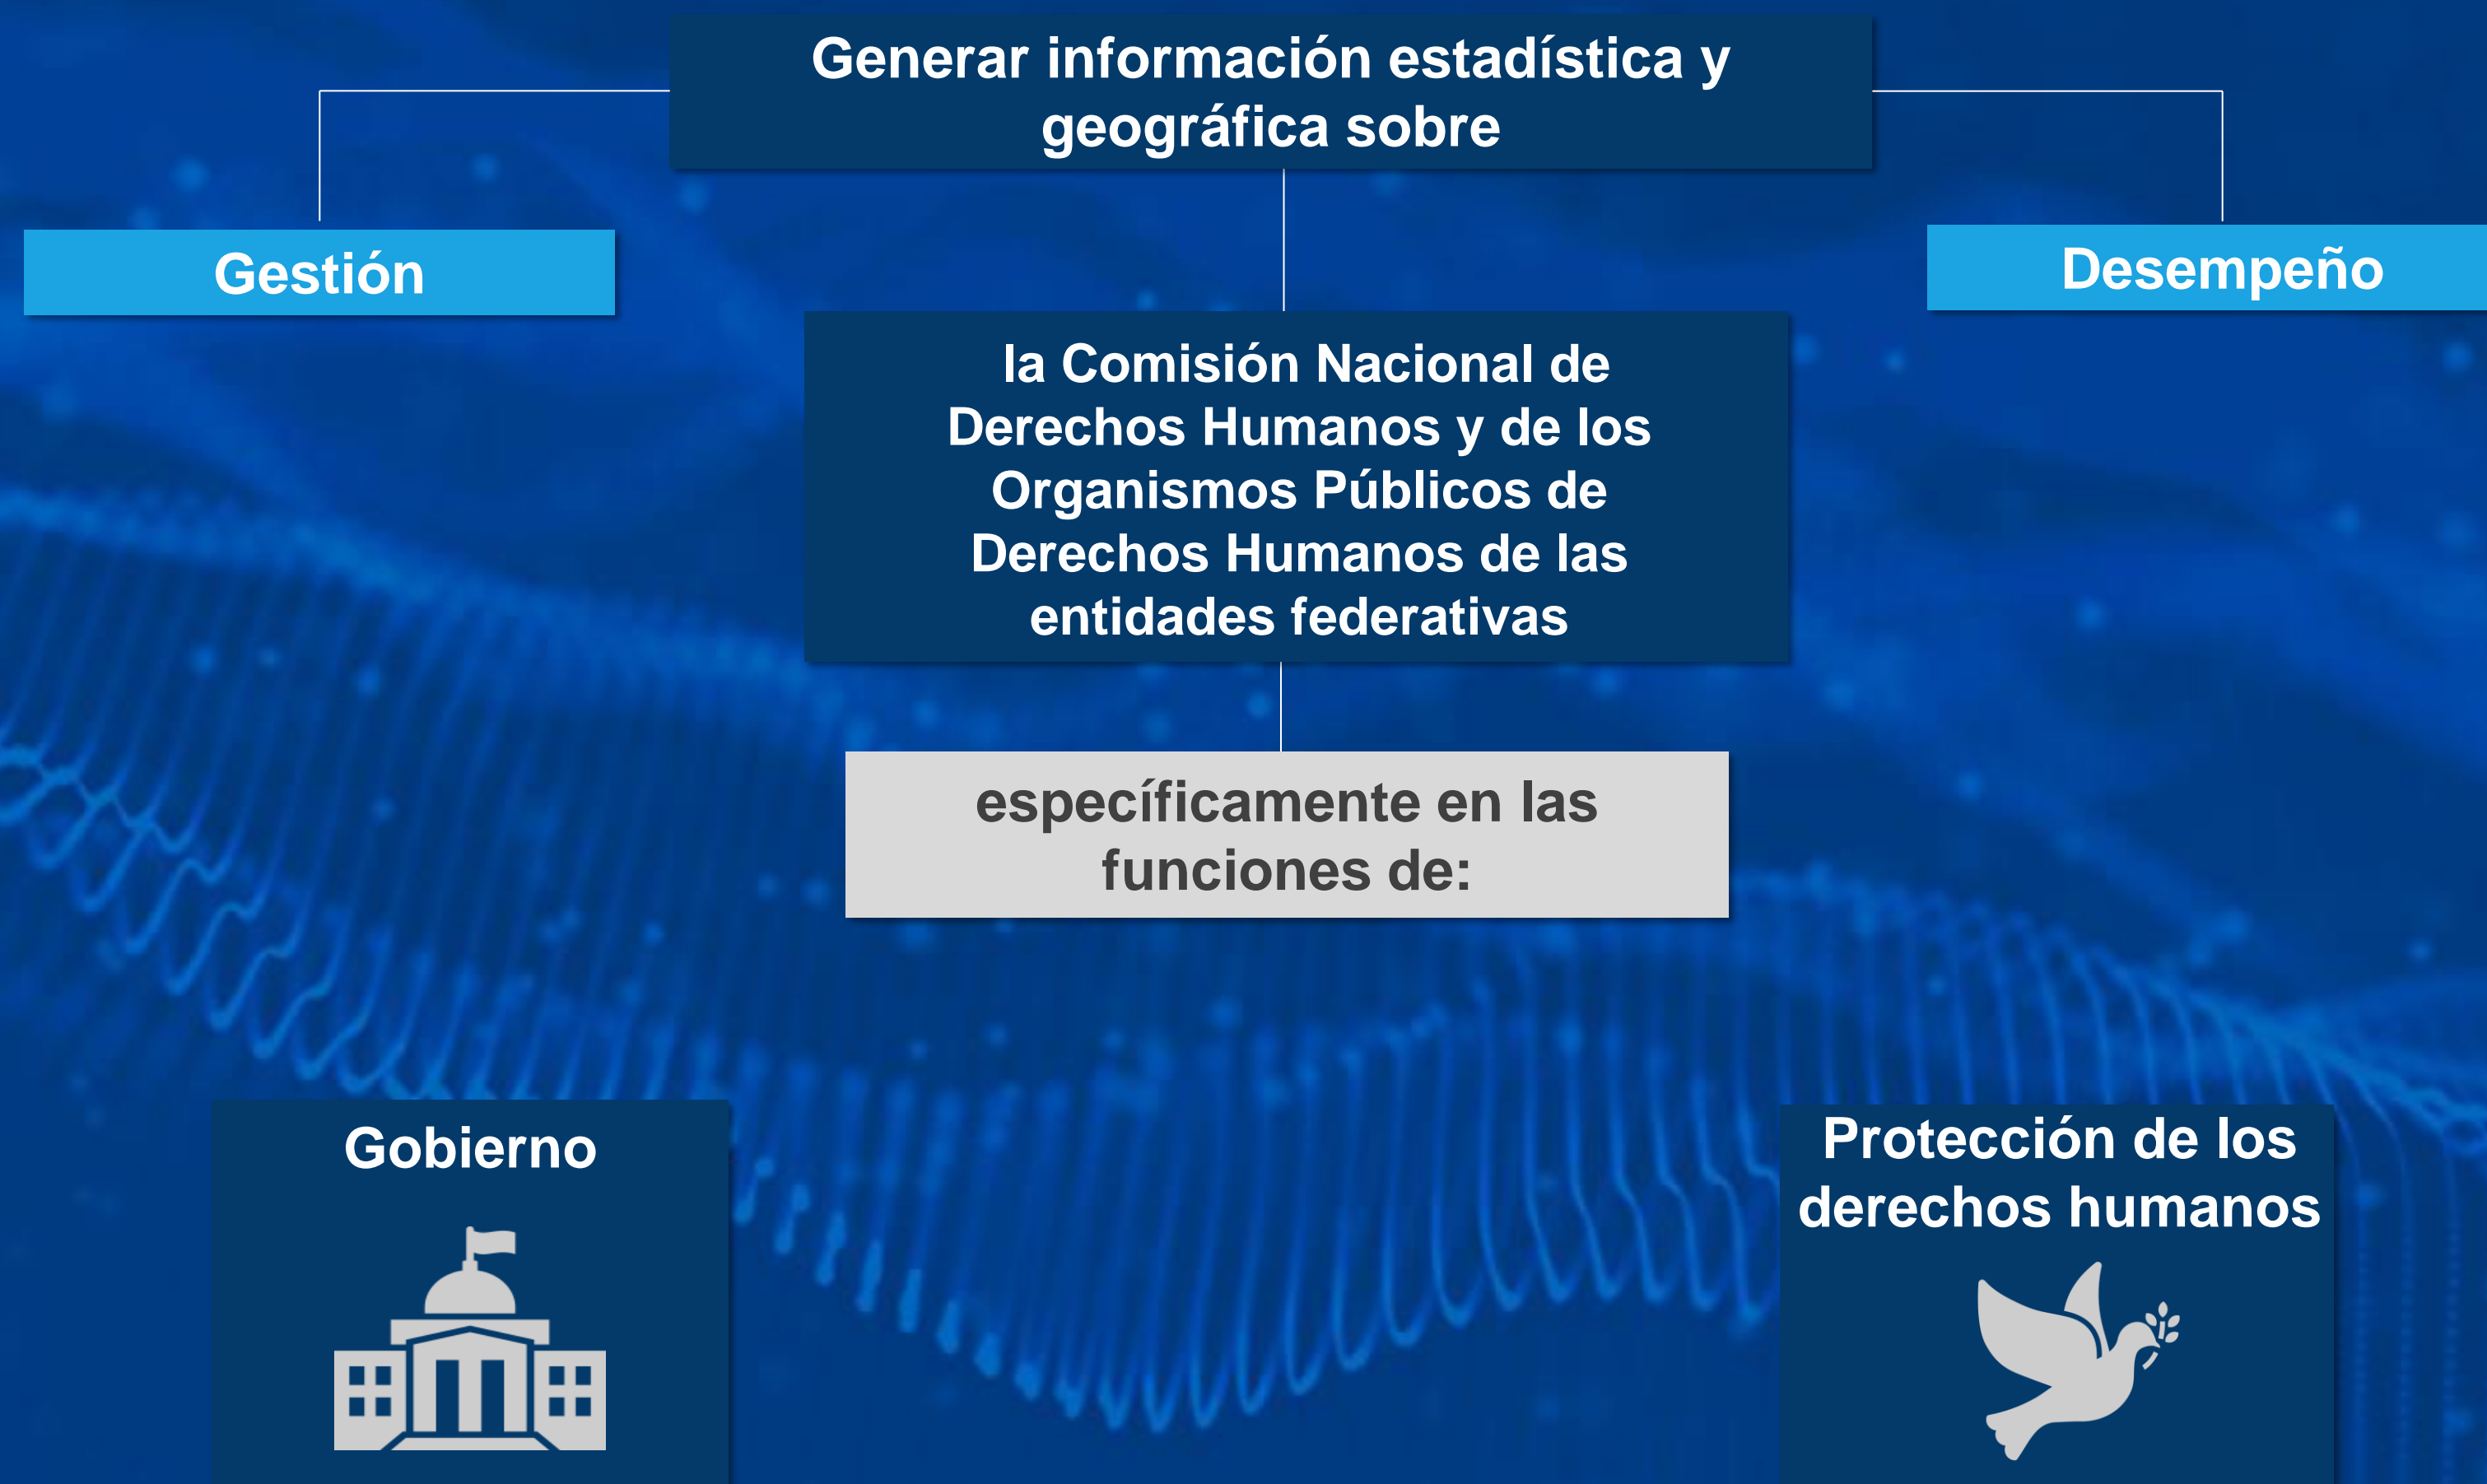 Generar información estadística y
geográfica sobre
Gestión
Desempeño
la Comisión Nacional de
Derechos Humanos y de los
Organismos Públicos de
Derechos Humanos de las
entidades federativas
específicamente en las
funciones de:
Gobierno
Protección de los
derechos humanos